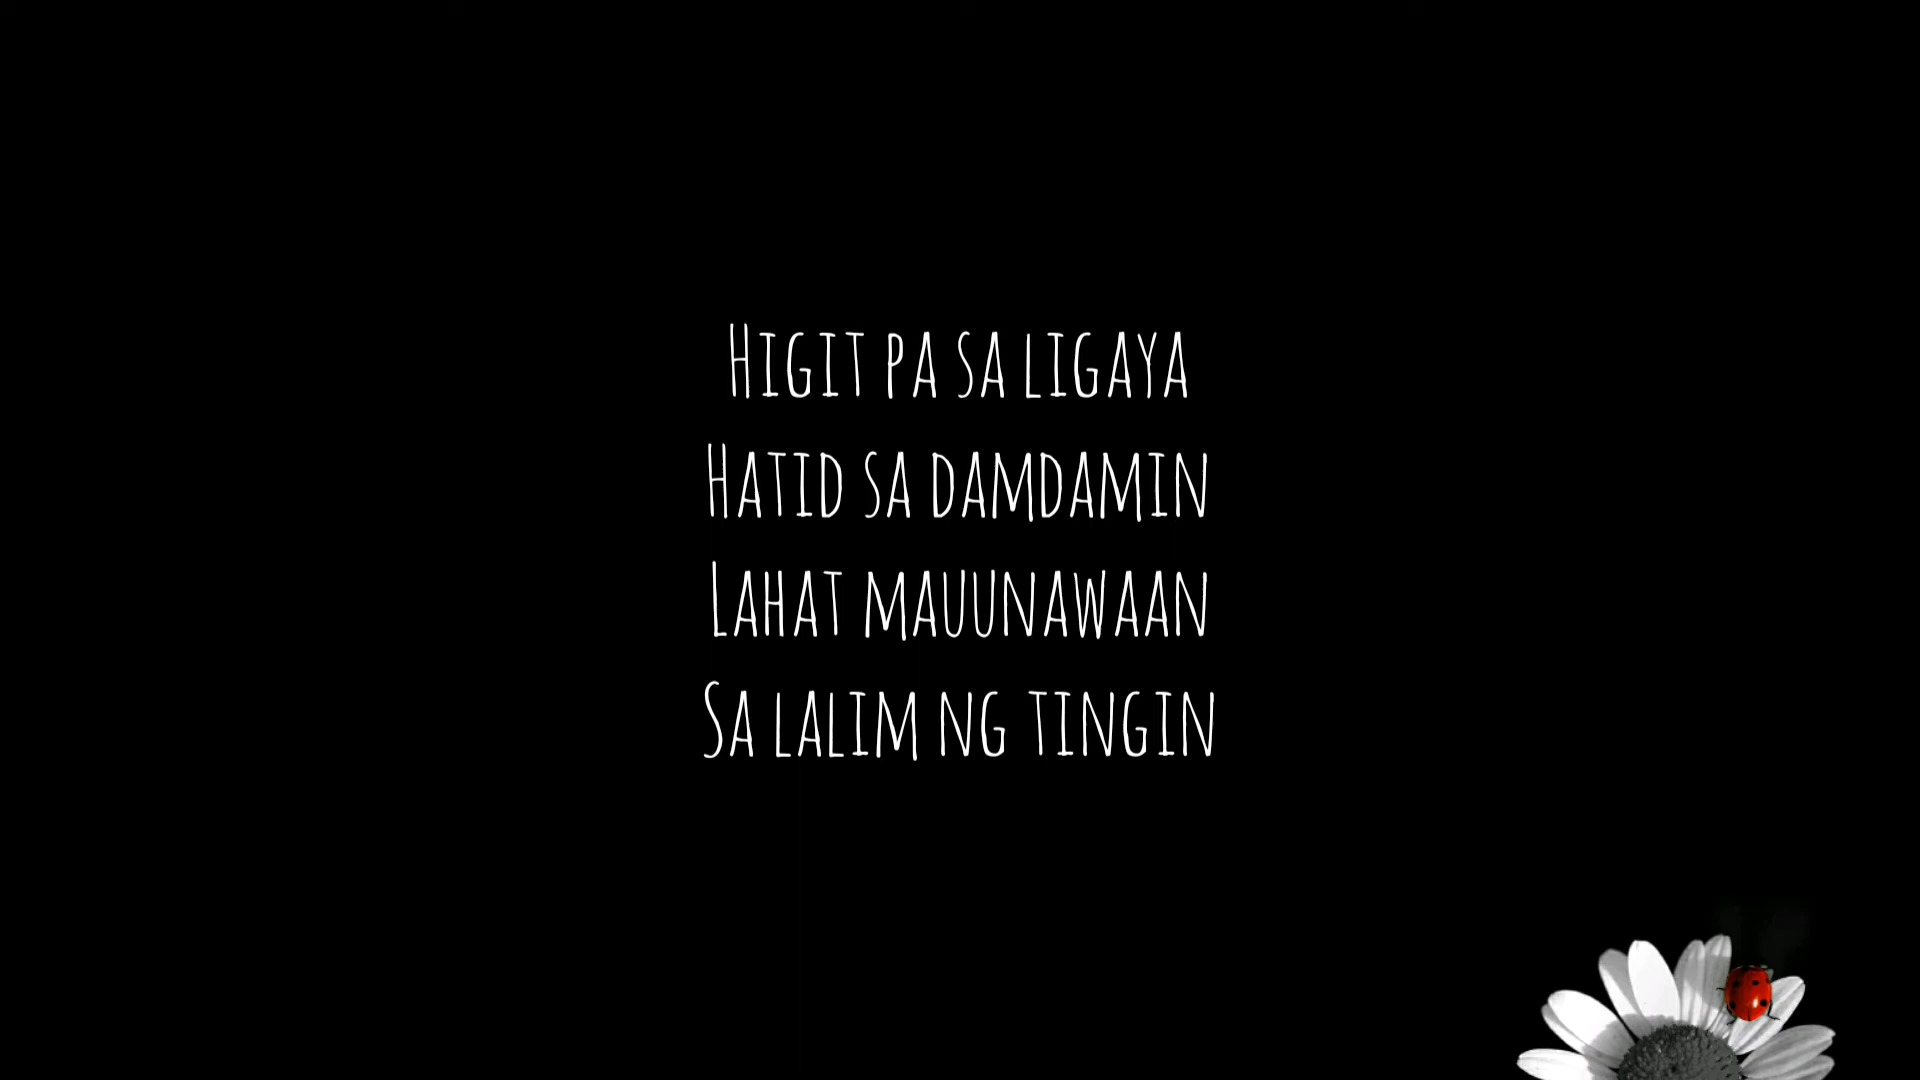 Higit pa sa ligaya
Hatid sa damdamin
Lahat mauunawaan
Sa lalim ng tingin